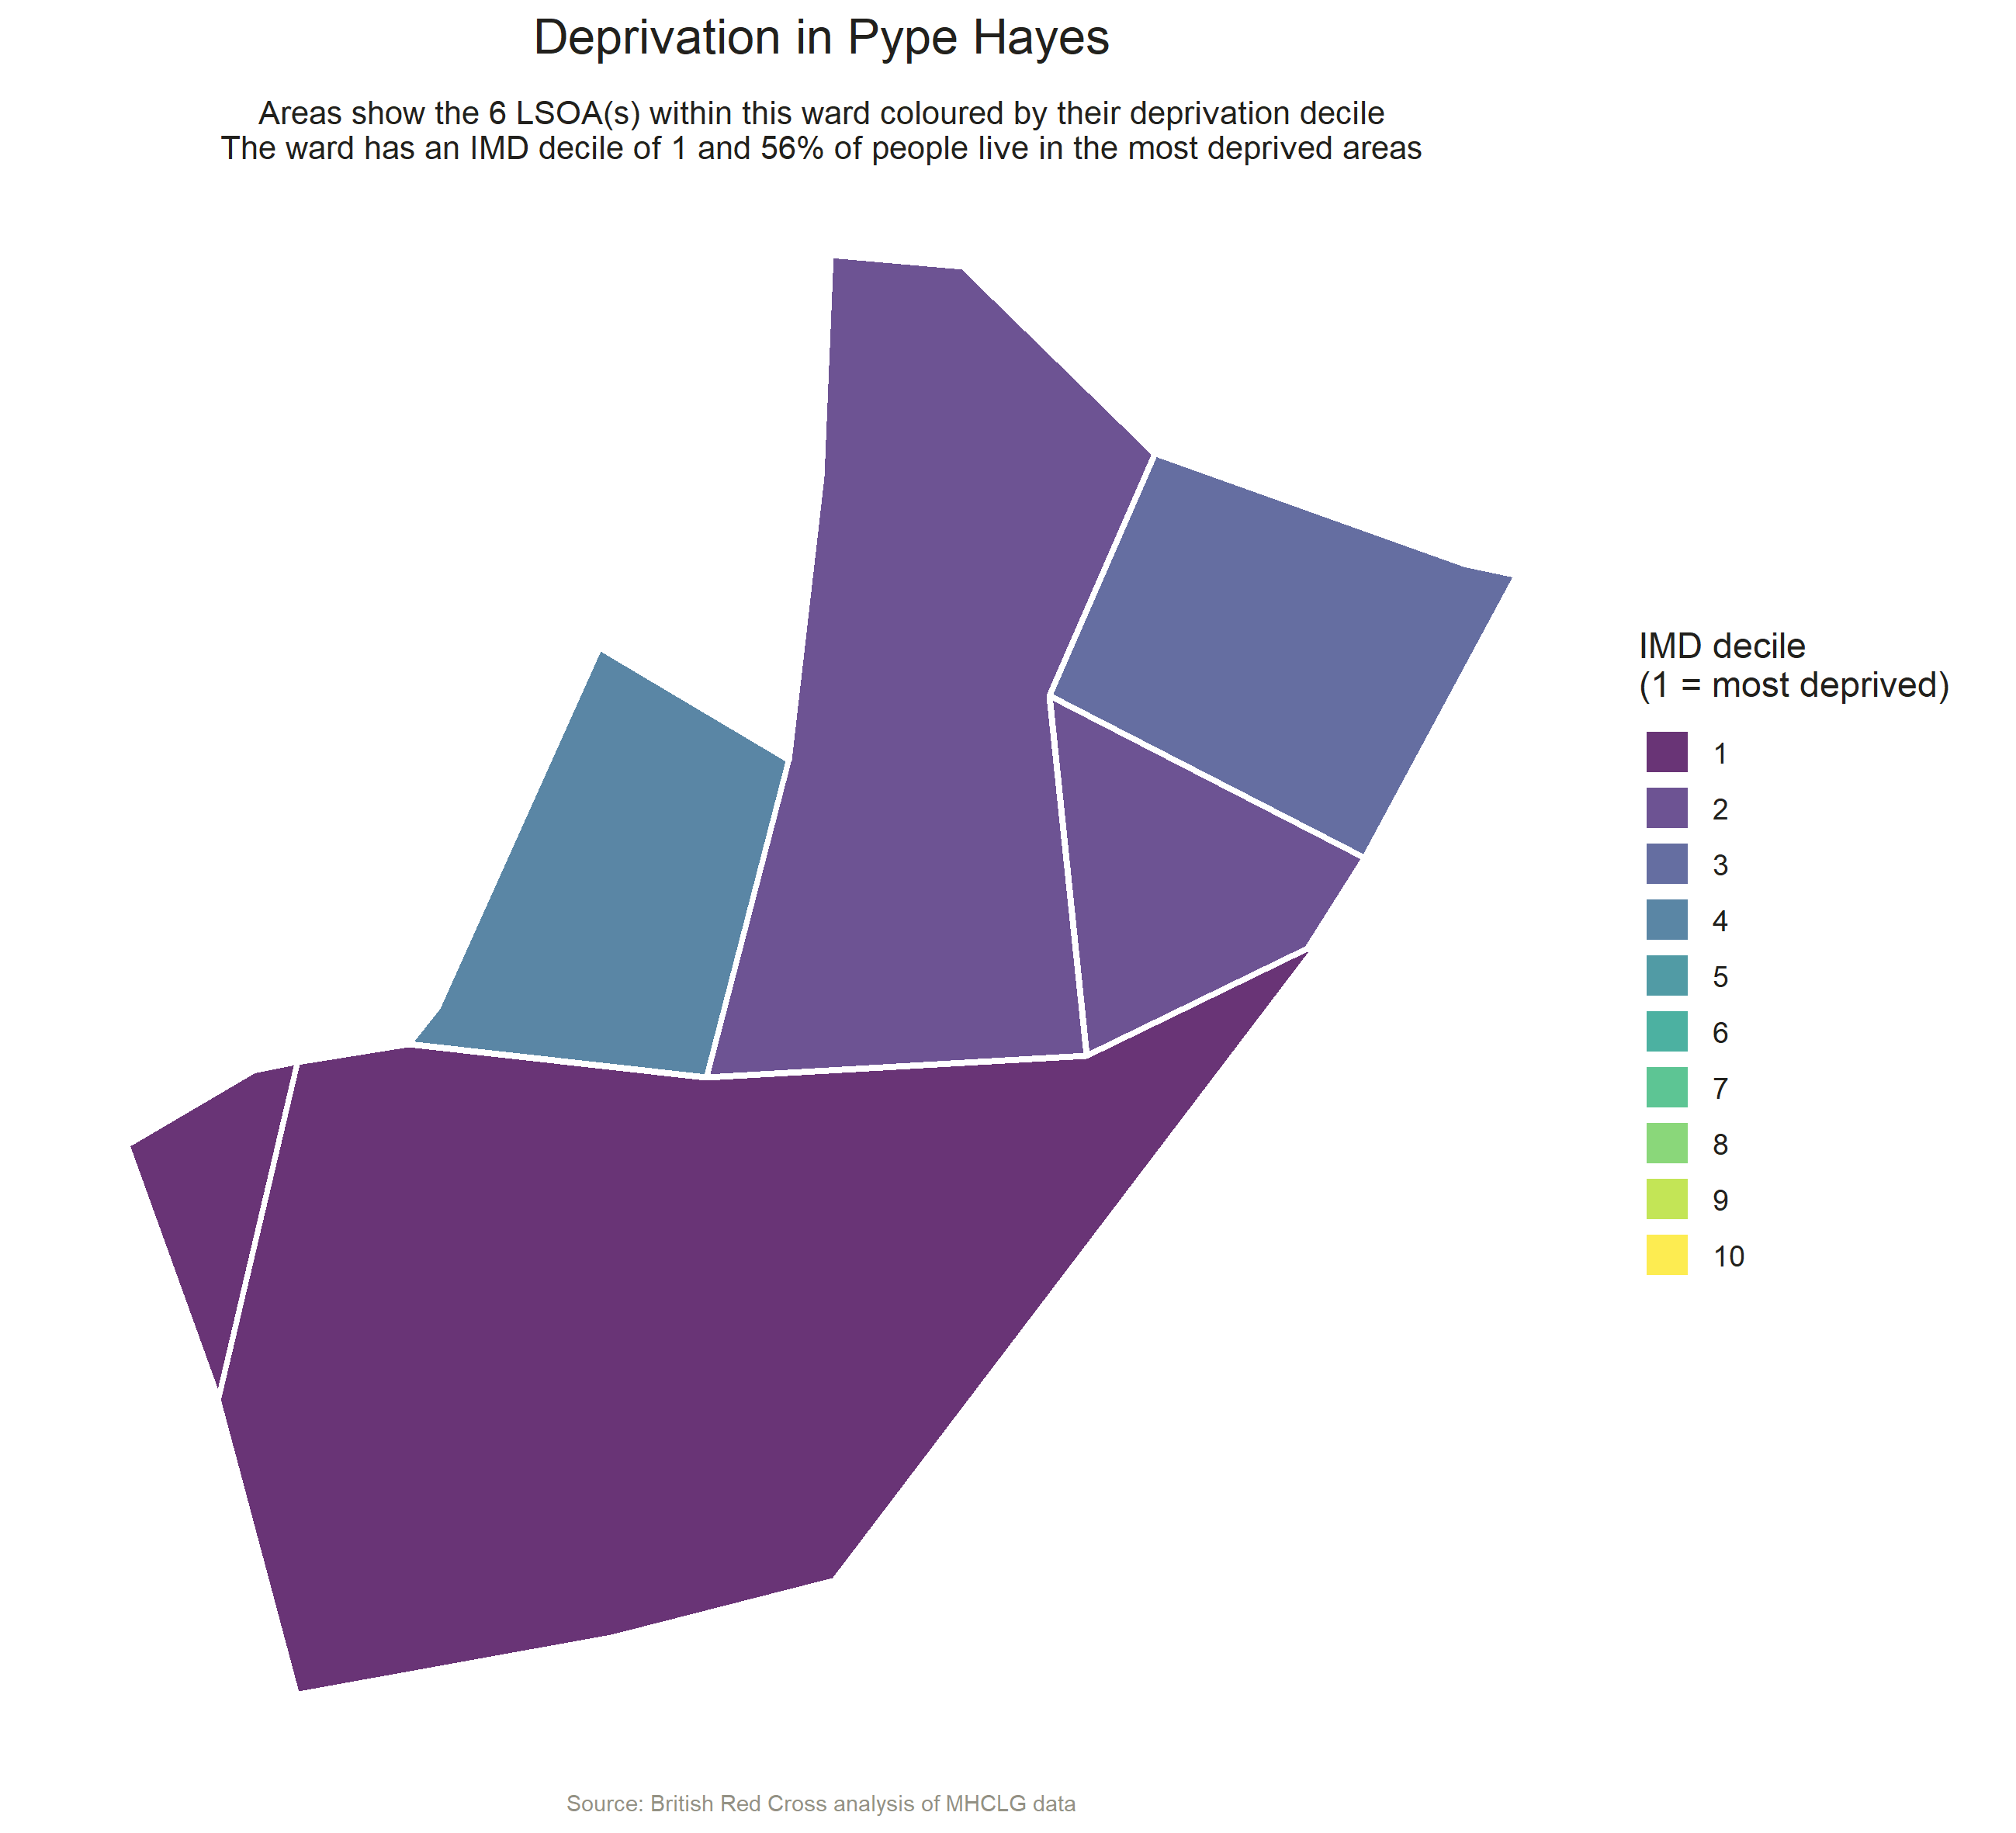 Deprivation in Pype Hayes
Areas show the 6 LSOA(s) within this ward coloured by their deprivation decile
The ward has an IMD decile of 1 and 56% of people live in the most deprived areas
IMD decile
(1 = most deprived)
1
2
3
4
5
6
7
8
9
10
Source: British Red Cross analysis of MHCLG data